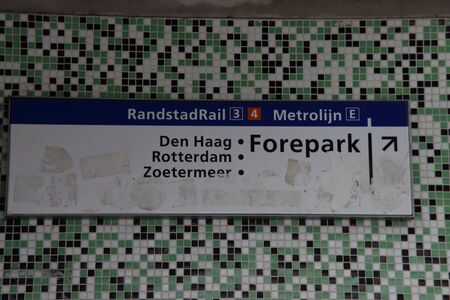 RandstadRail 3 4 Metrolijn E
Den Haag • Forepark
Rotterdam •
Zoetermeer •